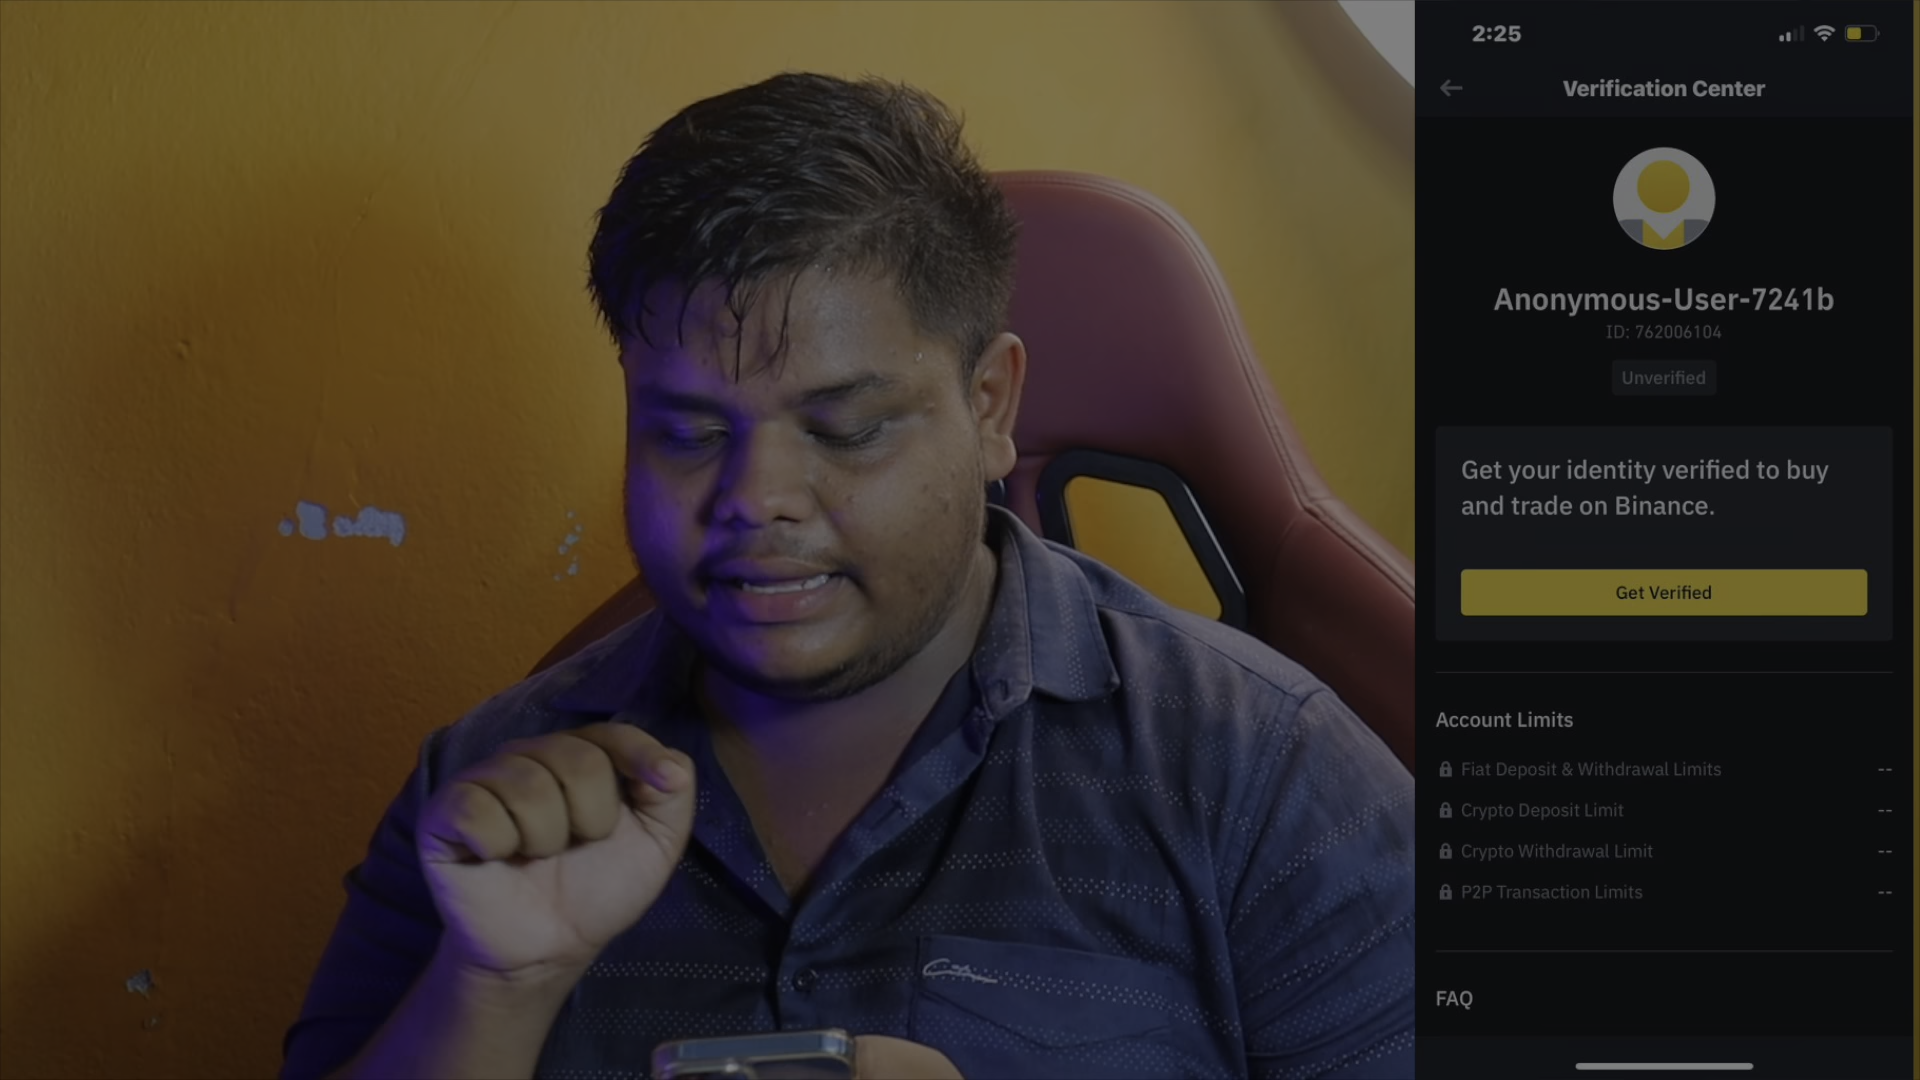 2:25
Verification Center
Anonymous-User-7241b
ID: 762006104
Unverified
Get your identity verified to buy
and trade on Binance.
Get Verified
Account Limits
Fiat Deposit & Withdrawal Limits --
Crypto Deposit Limit --
Crypto Withdrawal Limit --
P2P Transaction Limits --
FAQ